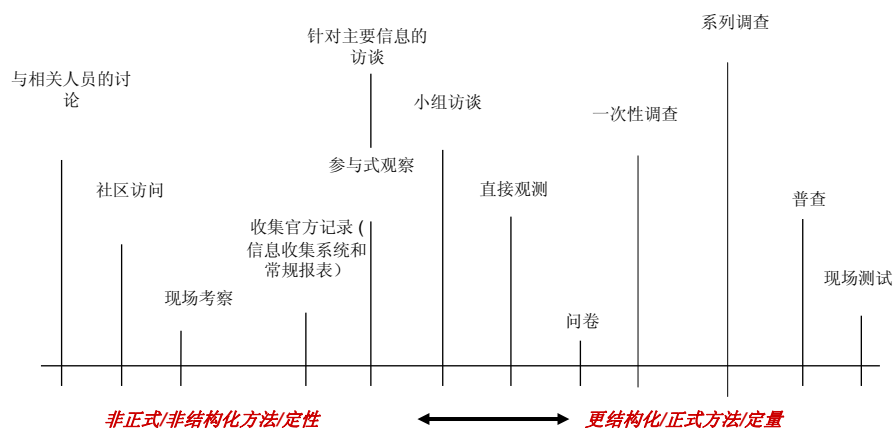 系列调查
针对主要信息的
访谈
与相关人员的讨
论
小组访谈
一次性调查
参与式观察
社区访问
直接观测
普查
收集官方记录 (
信息收集系统和
常规报表）
现场测试
现场考察
问卷
非正式/非结构化方法/定性
更结构化/正式方法/定量